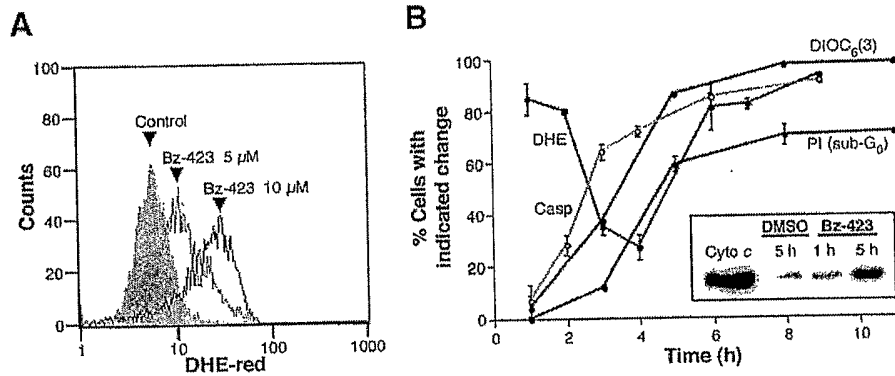 A
Counts
100
80
60
40
20
0
Control
Bz-423 5 µM
Bz-423 10 µM
1
10
100
1000
DHE-red
B
% Cells with
indicated change
100
80
60
40
20
0
DIOC6(3)
DHE
PI (sub-G0)
Casp
DMSO Bz-423
Cyto c 5 h 1 h 5 h
0 2 4 6 8 10
Time (h)